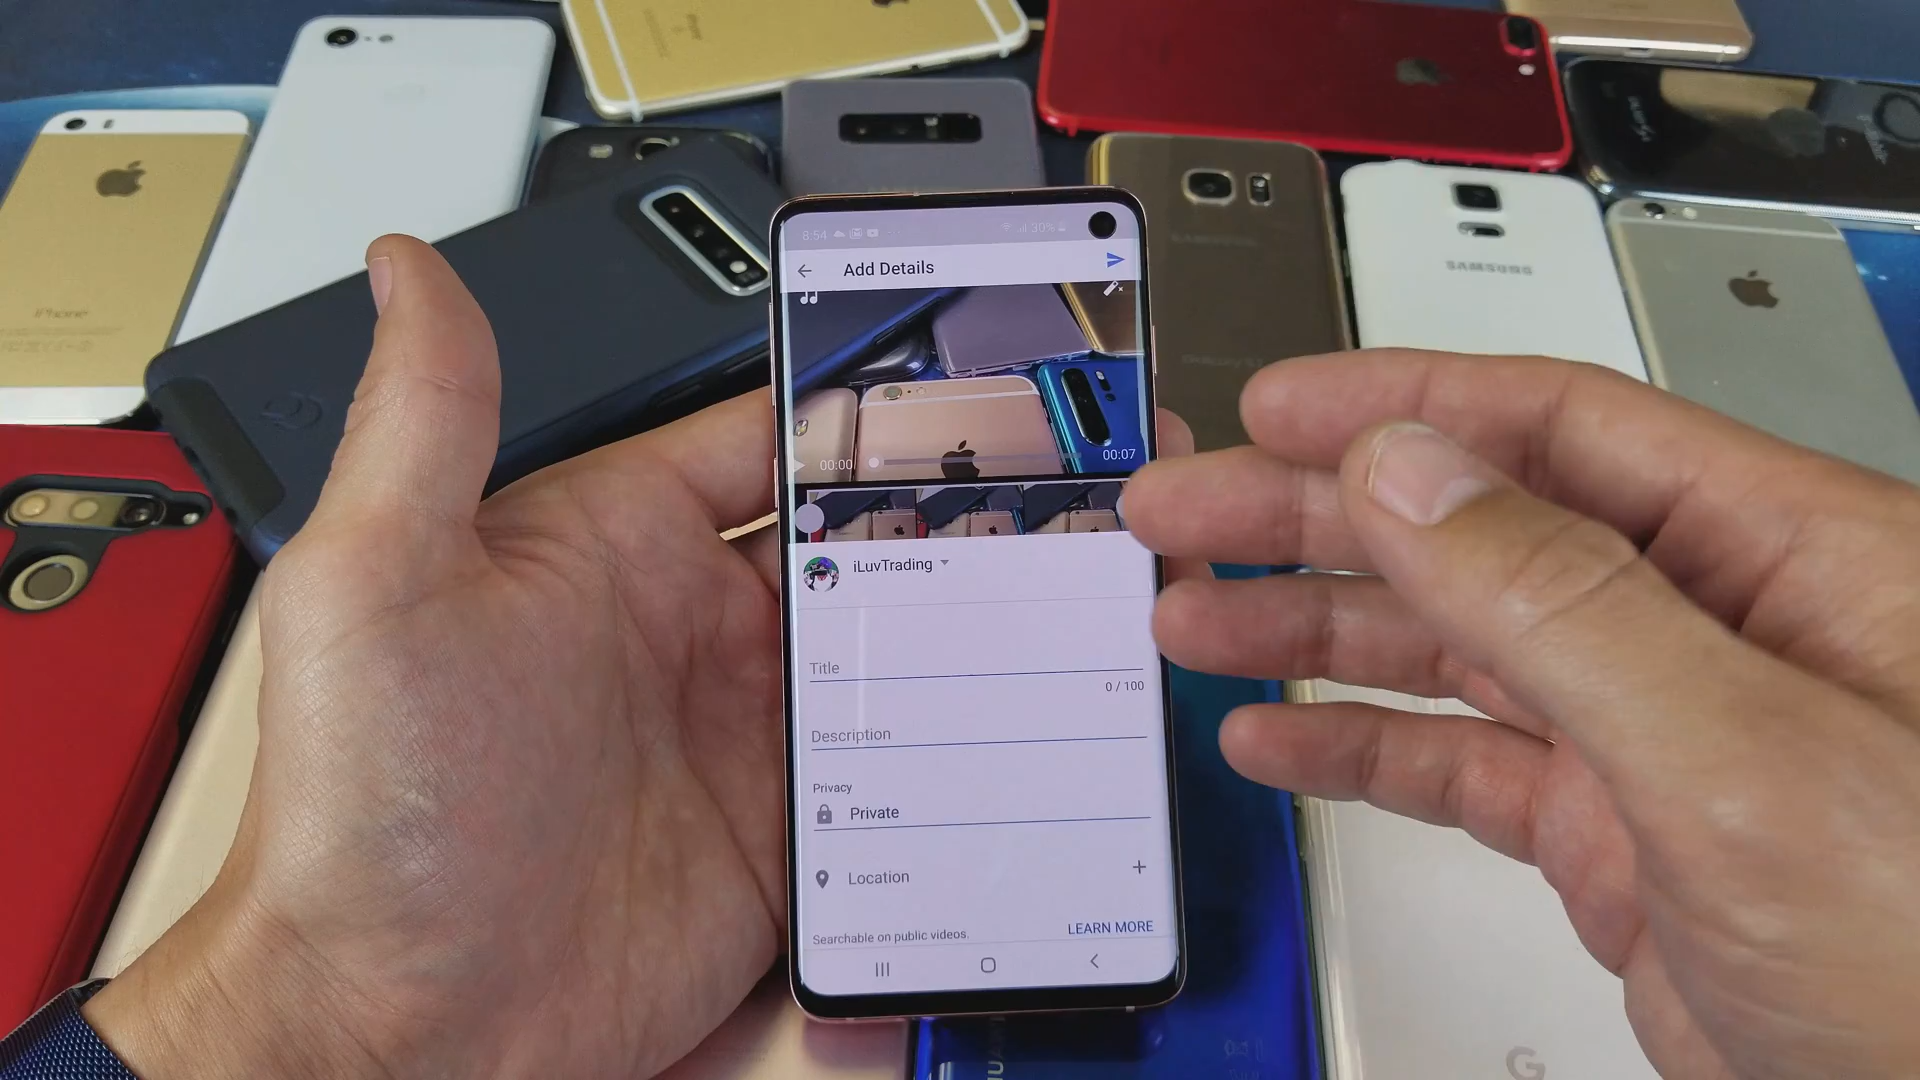 8:54
30%
Add Details
00:00
00:07
iLuvTrading
Title
0 / 100
Description
Privacy
Private
Location
Searchable on public videos.
LEARN MORE
iPhone
SAMSUNG
G